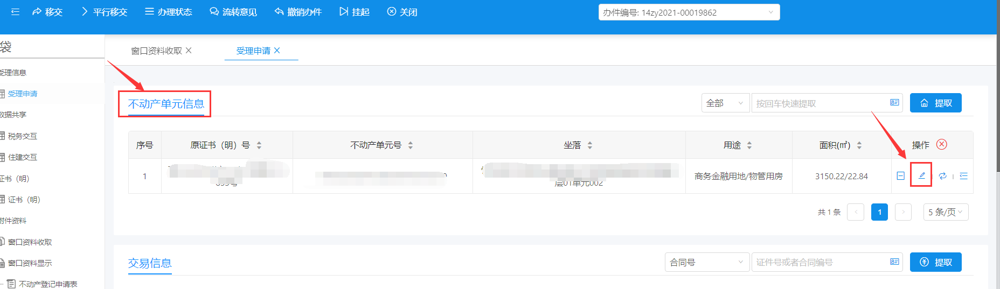 移交 平行移交 办理状态 流转意见 撤销办件 挂起 关闭 办件编号: 14zy2021-00019862
袋
窗口资料收取 受理申请
受理信息
受理申请
数据共享
税务交互
住建交互
证书（明）
证书（明）
附件资料
窗口资料收取
窗口资料显示
不动产登记申请表
不动产单元信息 全部 按回车快速提取 提取
序号 原证书（明）号 不动产单元号 坐落 用途 面积(㎡) 操作
1 商务金融用地/物管用房 3150.22/22.84
层01单元002
共 1 条 1 5 条/页
交易信息 合同号 证件号或者合同编号 提取